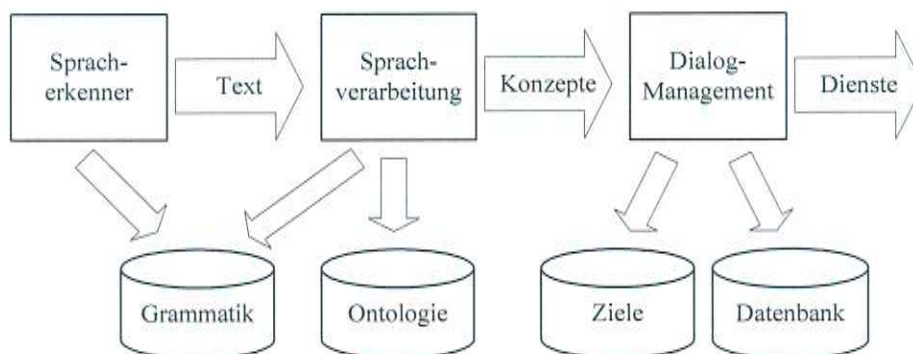 Sprach-
erkenner
Text
Sprach-
verarbeitung
Konzepte
Dialog-
Management
Dienste
Grammatik
Ontologie
Ziele
Datenbank